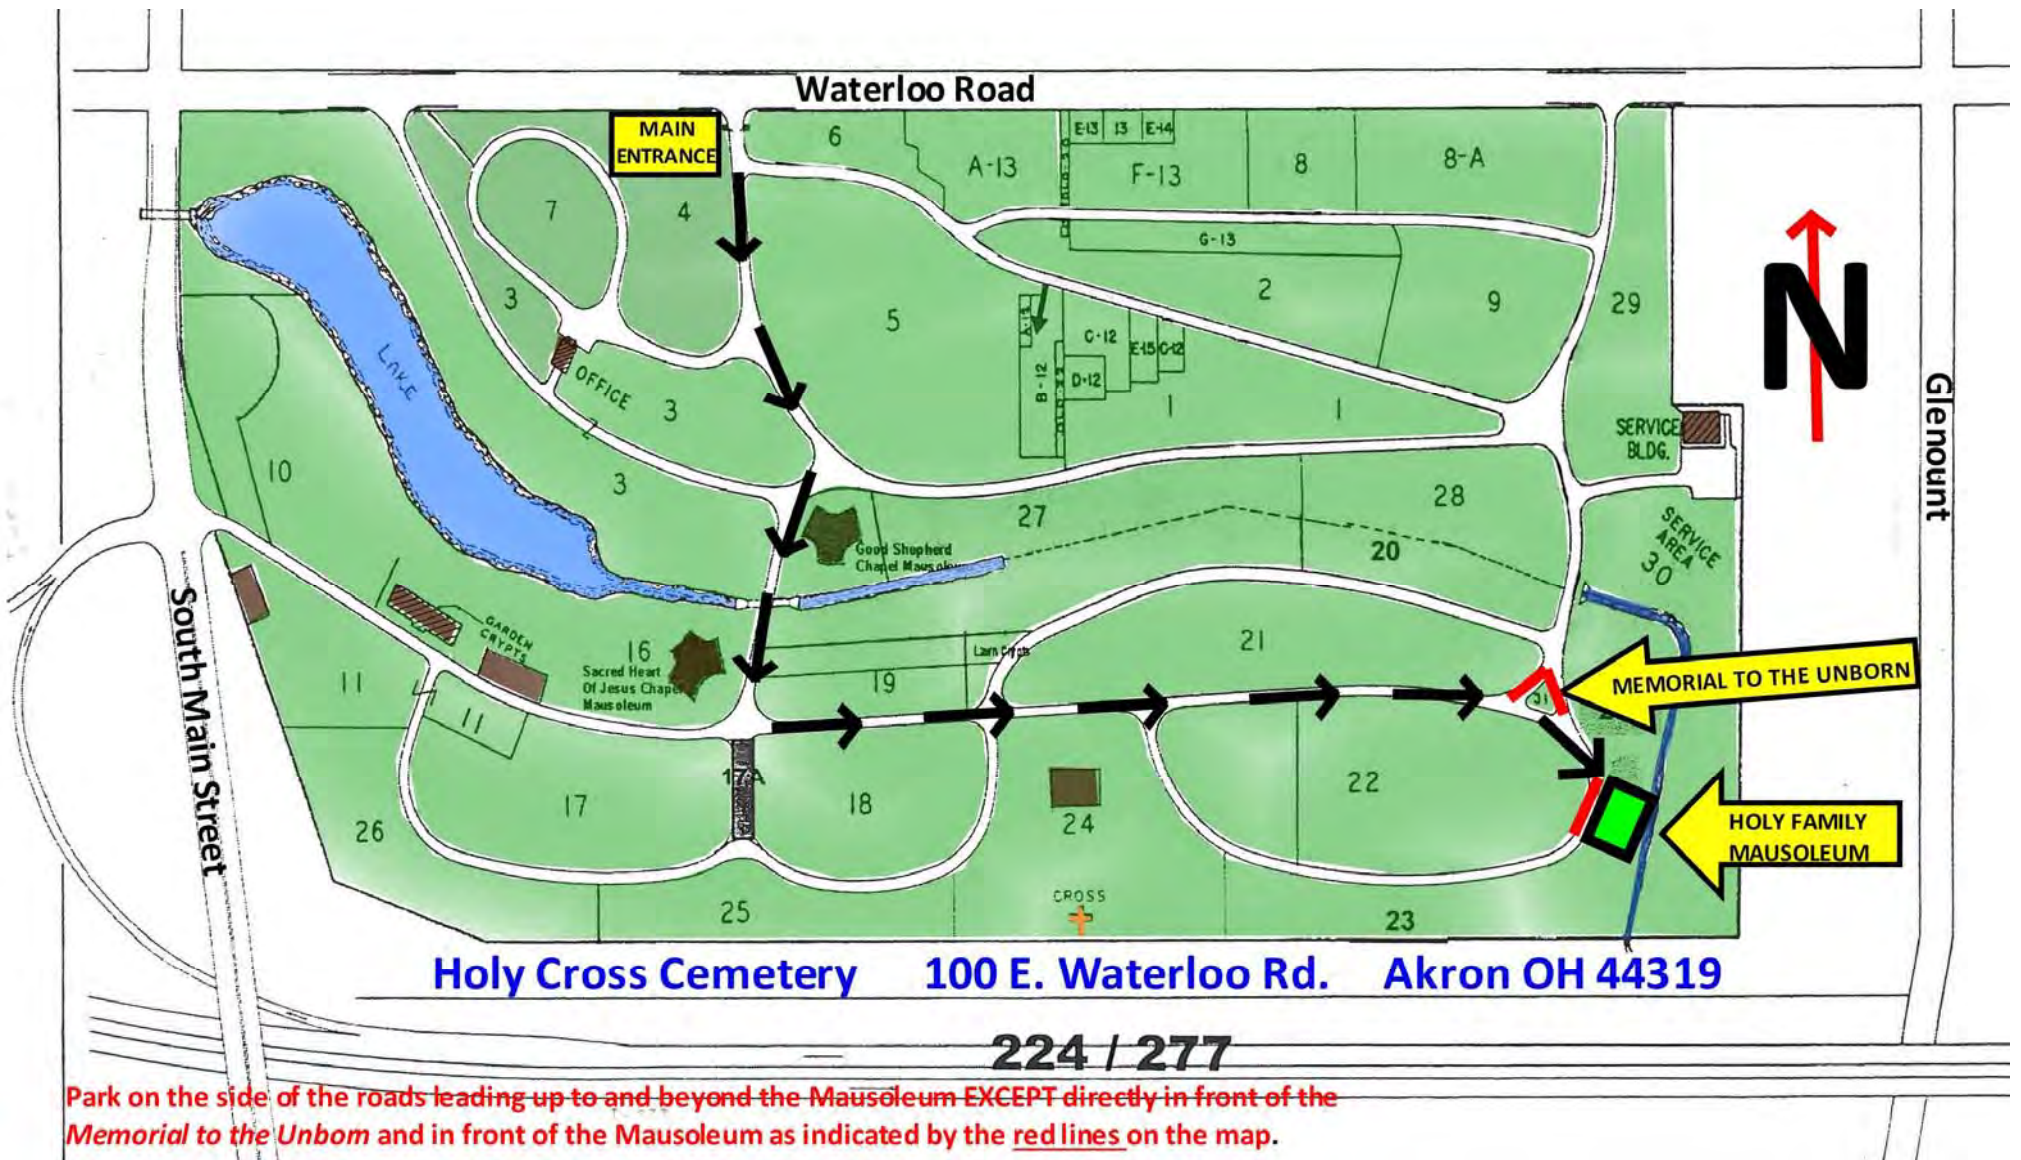 Waterloo Road
MAIN
ENTRANCE
6
A-13
E-13
13
E-14
F-13
8
8-A
7
4
G-13
3
5
2
9
29
LAKE
C-12
E-15
C-12
B-12
D-12
OFFICE
3
1
1
SERVICE
BLDG.
N
Glenount
10
3
27
28
20
SERVICE
AREA
30
Good Shepherd
Chapel
GARDEN
CRYPTS
16
Sacred Heart
Of Jesus Chapel
Mausoleum
Lawn Crypts
21
19
31
MEMORIAL TO THE UNBORN
South Main Street
11
11
17A
17
18
24
22
26
HOLY FAMILY
MAUSOLEUM
25
CROSS
23
Holy Cross Cemetery 100 E. Waterloo Rd. Akron OH 44319
224 / 277
Park on the side of the roads leading up to and beyond the Mausoleum EXCEPT directly in front of the
Memorial to the Unborn and in front of the Mausoleum as indicated by the red lines on the map.